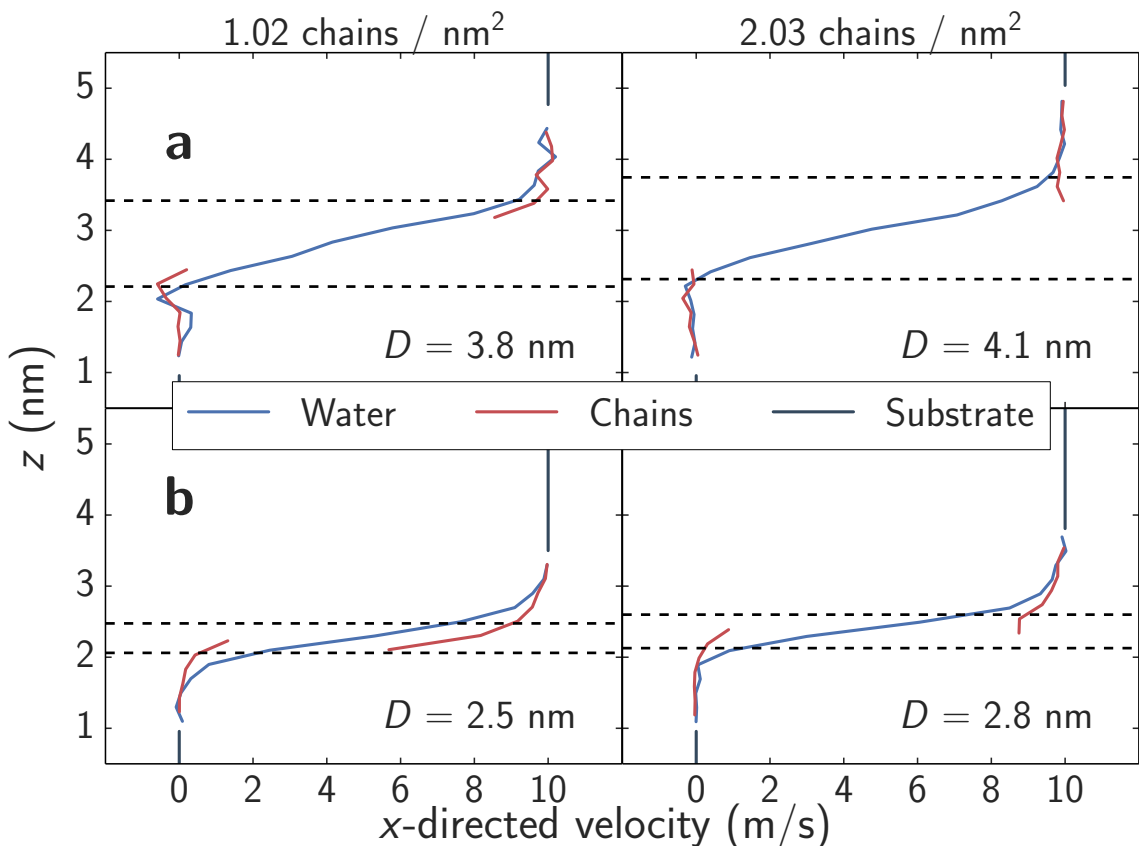 1.02 chains / nm²
2.03 chains / nm²
a
5
4
3
2
1
D = 3.8 nm
D = 4.1 nm
Water
Chains
Substrate
z (nm)
b
5
4
3
2
1
D = 2.5 nm
D = 2.8 nm
0 2 4 6 8 10
0 2 4 6 8 10
x-directed velocity (m/s)